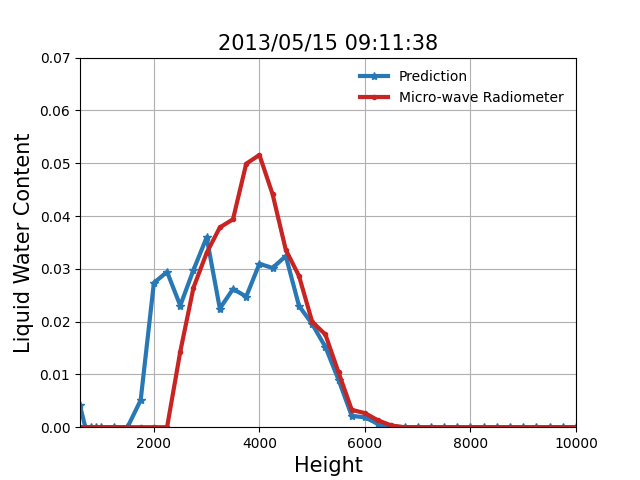 2013/05/15 09:11:38
0.07
0.06
0.05
0.04
0.03
0.02
0.01
0.00
Liquid Water Content
Prediction
Micro-wave Radiometer
2000 4000 6000 8000 10000
Height